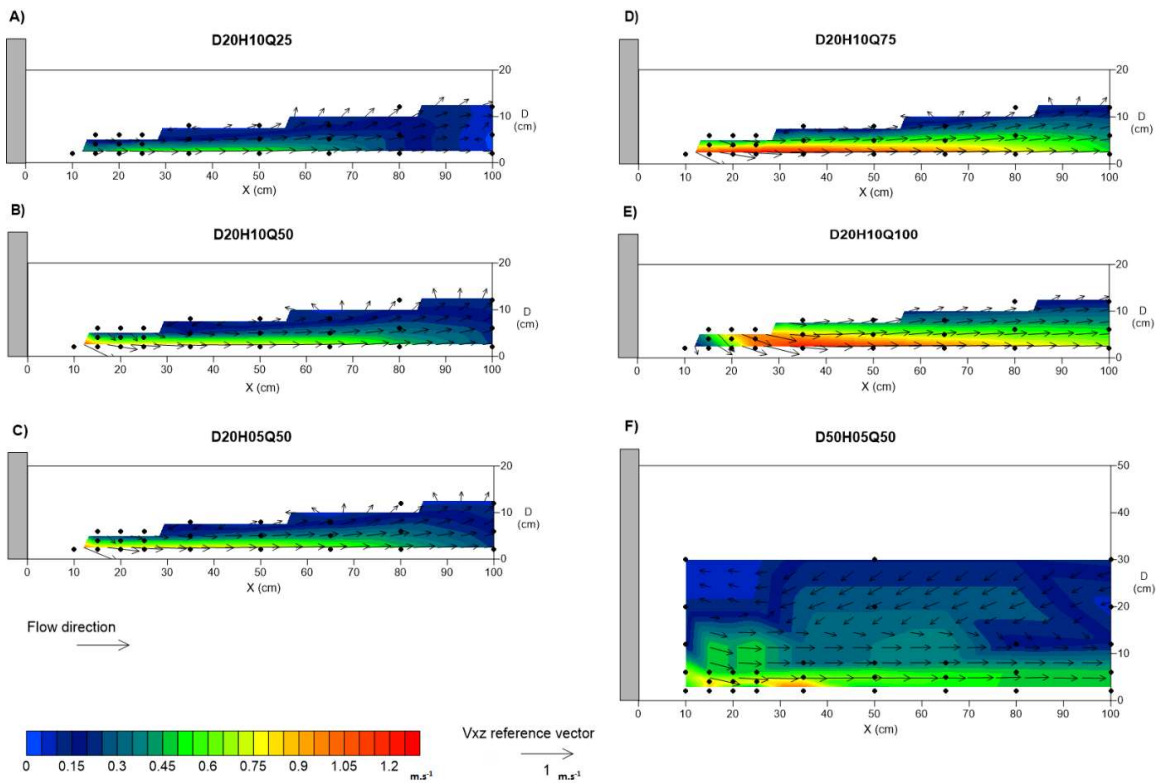 A)
D20H10Q25
20
10
D
(cm)
0
0 10 20 30 40 50 60 70 80 90 100
X (cm)
B)
D20H10Q50
20
10
D
(cm)
0
0 10 20 30 40 50 60 70 80 90 100
X (cm)
C)
D20H05Q50
20
10
D
(cm)
0
0 10 20 30 40 50 60 70 80 90 100
X (cm)
D)
D20H10Q75
20
D
10
(cm)
0
0 10 20 30 40 50 60 70 80 90 100
X (cm)
E)
D20H10Q100
20
10
D
(cm)
0
0 10 20 30 40 50 60 70 80 90 100
X (cm)
F)
D50H05Q50
50
40
30
D
(cm)
20
10
0
0 10 20 30 40 50 60 70 80 90 100
X (cm)
Flow direction
0 0.15 0.45 0.6 0.75 0.9 1.05 1.2
m.s⁻¹
Vxz reference vector
1 m.s⁻¹